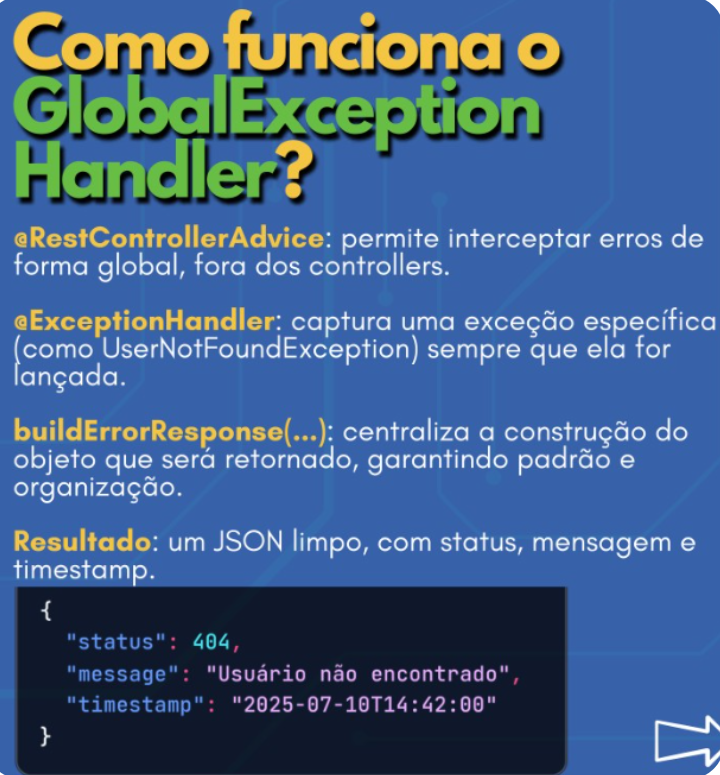 Como funciona o
GlobalException
Handler?
@RestControllerAdvice: permite interceptar erros de
forma global, fora dos controllers.
@ExceptionHandler: captura uma exceção específica
(como UserNotFoundException) sempre que ela for
lançada.
buildErrorResponse(...): centraliza a construção do
objeto que será retornado, garantindo padrão e
organização.
Resultado: um JSON limpo, com status, mensagem e
timestamp.
{
"status": 404,
"message": "Usuário não encontrado",
"timestamp": "2025-07-10T14:42:00"
}